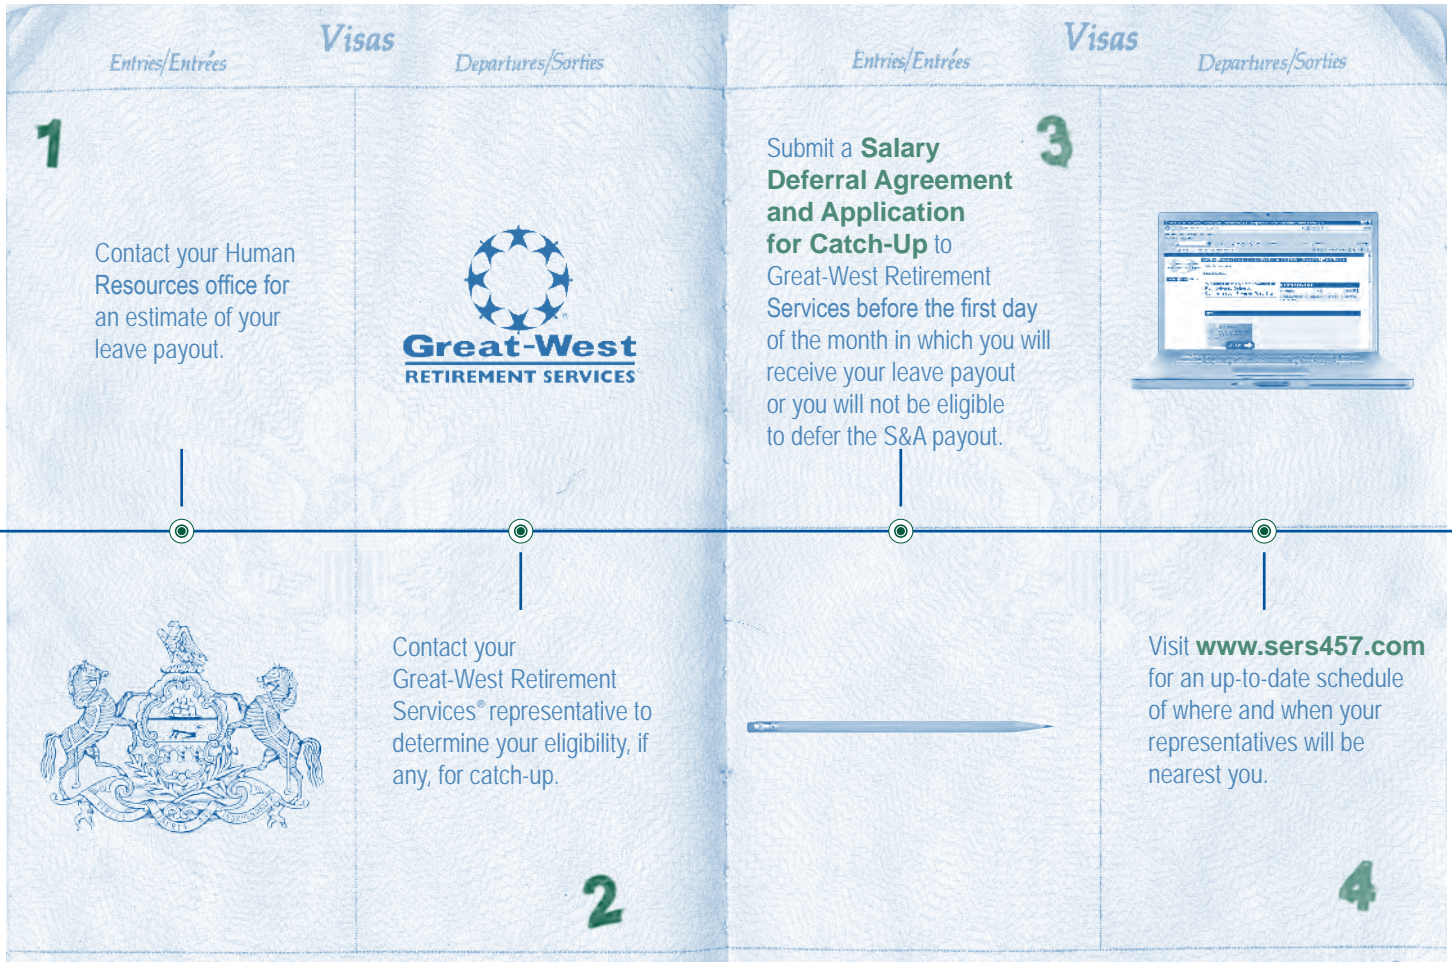 Visas
Entries/Entrées
Departures/Sorties
1
Contact your Human
Resources office for
an estimate of your
leave payout.
Great-West
RETIREMENT SERVICES
®
Contact your
Great-West Retirement
Services® representative to
determine your eligibility, if
any, for catch-up.
2
Visas
Entries/Entrées
Departures/Sorties
3
Submit a Salary
Deferral Agreement
and Application
for Catch-Up to
Great-West Retirement
Services before the first day
of the month in which you will
receive your leave payout
or you will not be eligible
to defer the S&A payout.
Visit www.sers457.com
for an up-to-date schedule
of where and when your
representatives will be
nearest you.
4